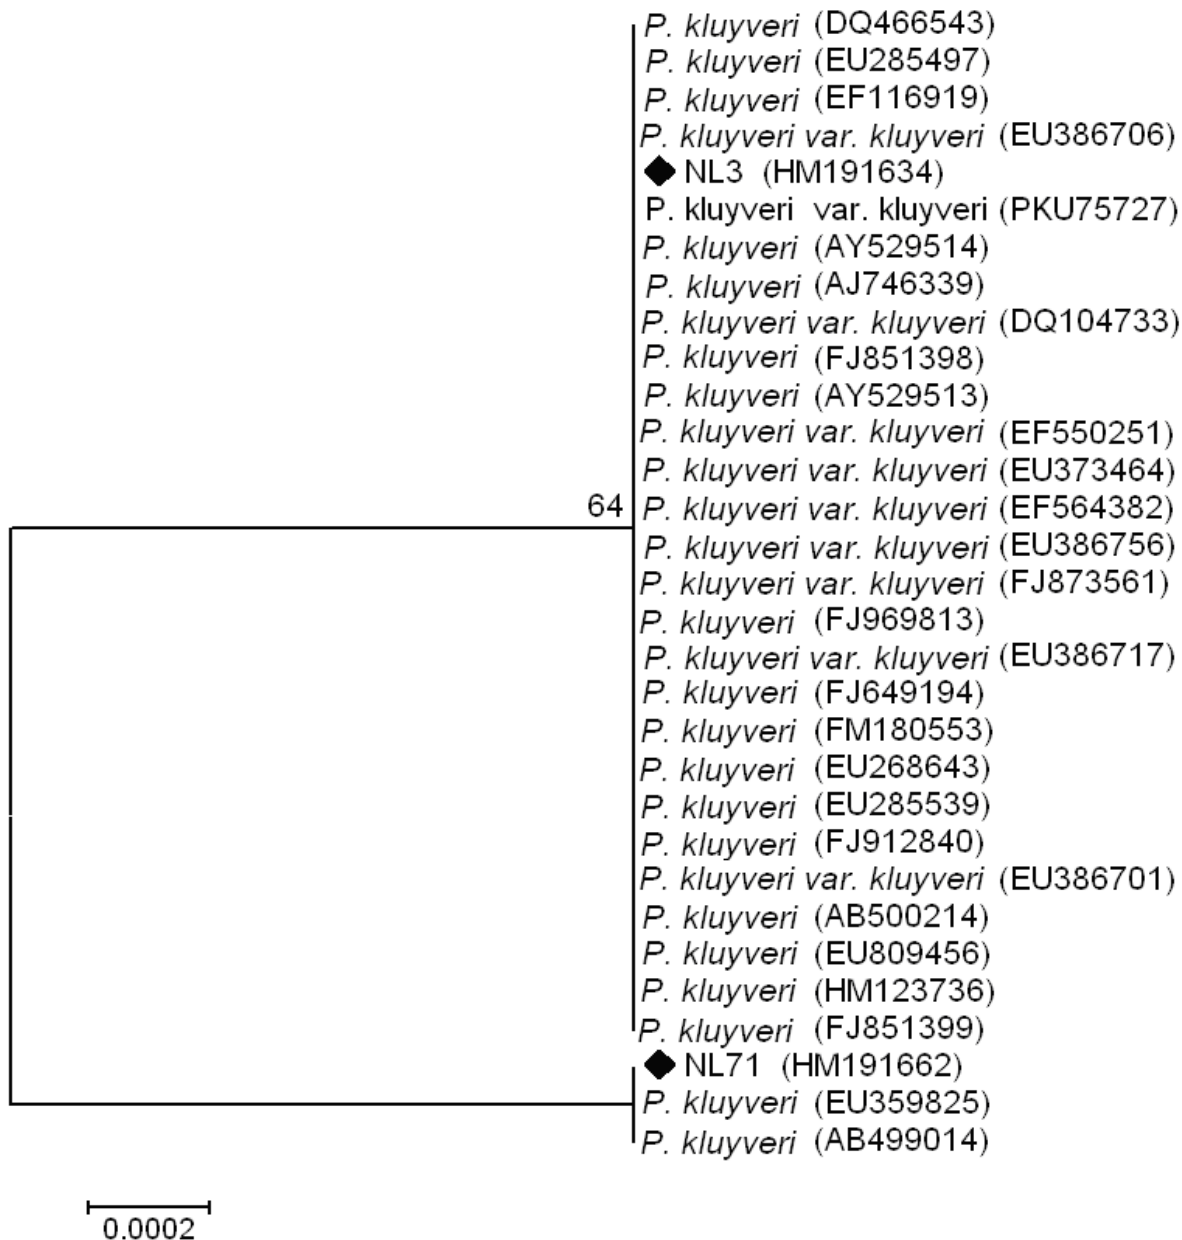 P. kluyveri (DQ466543)
P. kluyveri (EU285497)
P. kluyveri (EF116919)
P. kluyveri var. kluyveri (EU386706)
NL3 (HM191634)
P. kluyveri var. kluyveri (PKU75727)
P. kluyveri (AY529514)
P. kluyveri (AJ746339)
P. kluyveri var. kluyveri (DQ104733)
P. kluyveri (FJ851398)
P. kluyveri (AY529513)
P. kluyveri var. kluyveri (EF550251)
P. kluyveri var. kluyveri (EU373464)
64
P. kluyveri var. kluyveri (EF564382)
P. kluyveri var. kluyveri (EU386756)
P. kluyveri var. kluyveri (FJ873561)
P. kluyveri (FJ969813)
P. kluyveri var. kluyveri (EU386717)
P. kluyveri (FJ649194)
P. kluyveri (FM180553)
P. kluyveri (EU268643)
P. kluyveri (EU285539)
P. kluyveri (FJ912840)
P. kluyveri var. kluyveri (EU386701)
P. kluyveri (AB500214)
P. kluyveri (EU809456)
P. kluyveri (HM123736)
P. kluyveri (FJ851399)
NL71 (HM191662)
P. kluyveri (EU359825)
P. kluyveri (AB499014)
0.0002